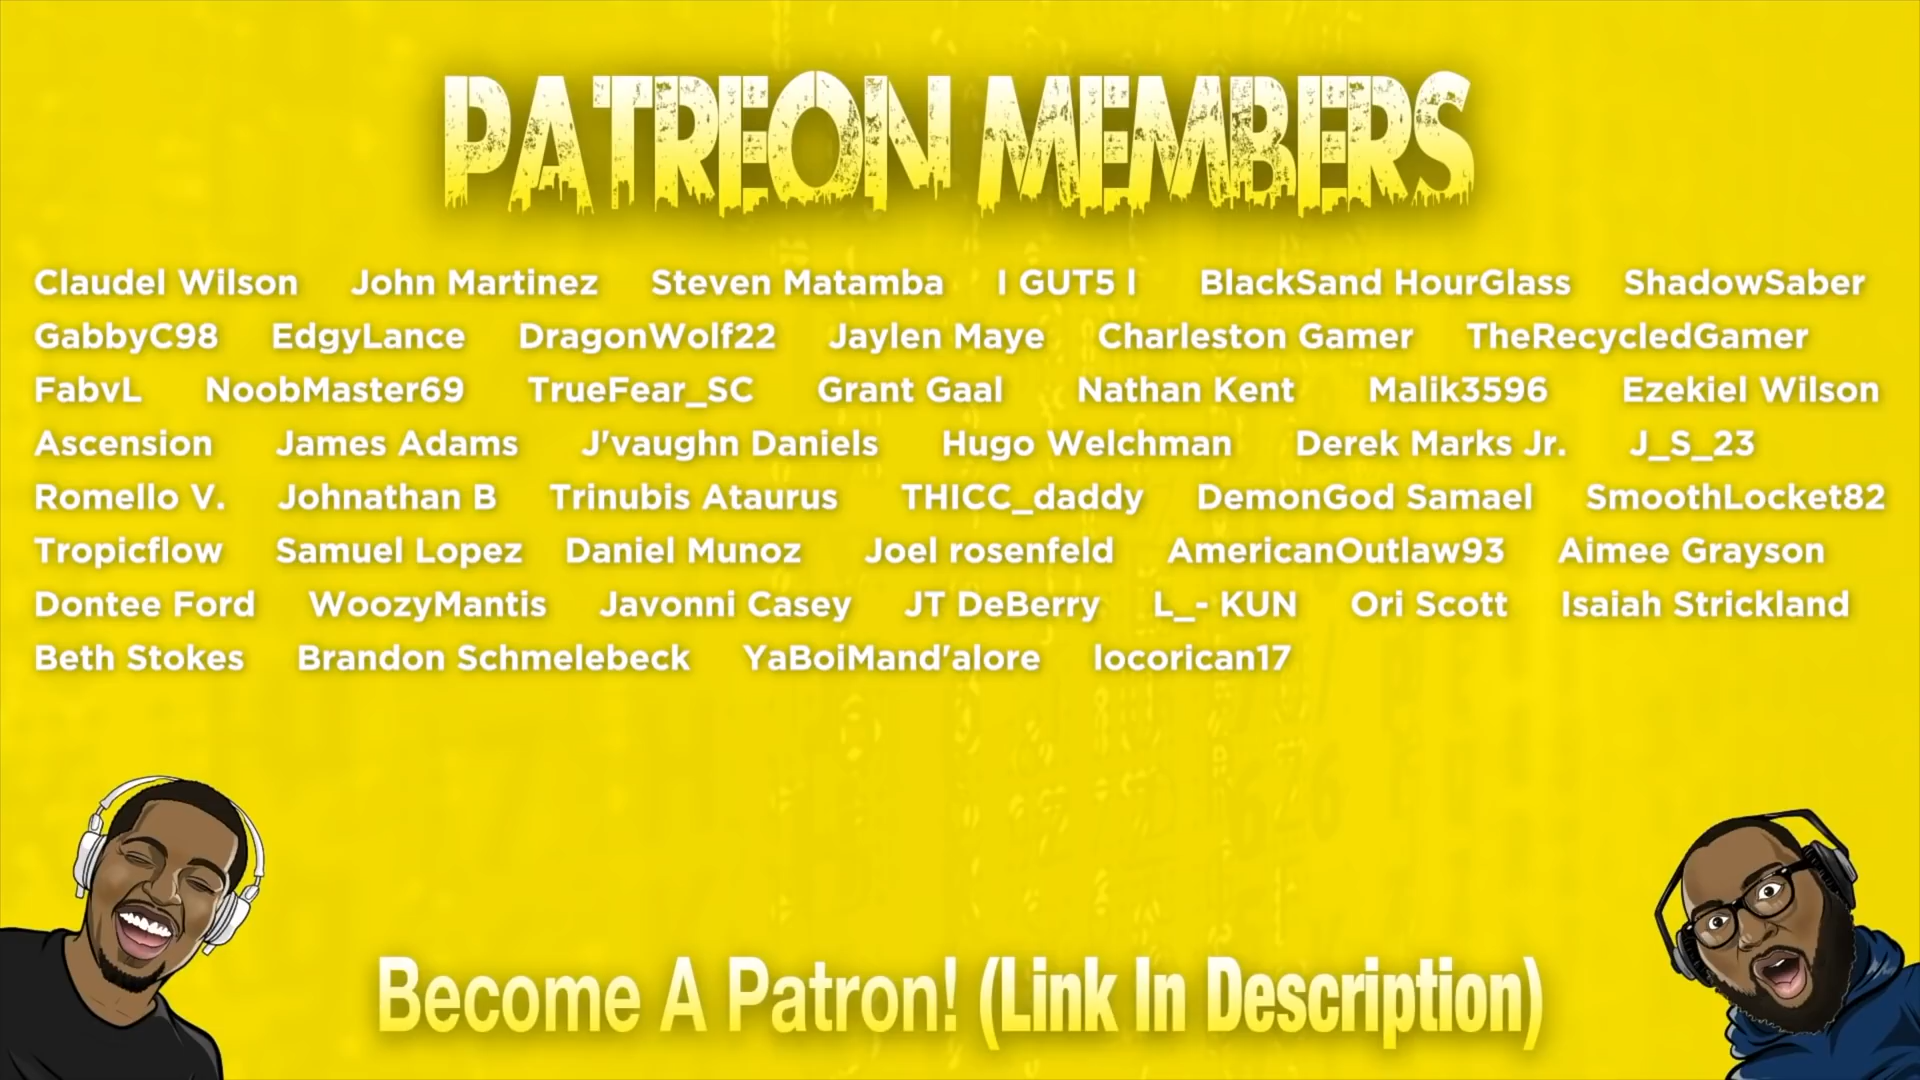 PATREON MEMBERS
Claudel Wilson John Martinez Steven Matamba I GUT5 l BlackSand HourGlass ShadowSaber
GabbyC98 EdgyLance DragonWolf22 Jaylen Maye Charleston Gamer TheRecycledGamer
FabvL NoobMaster69 TrueFear_SC Grant Gaal Nathan Kent Malik3596 Ezekiel Wilson
Ascension James Adams J'vaughn Daniels Hugo Welchman Derek Marks Jr. J_S_23
Romello V. Johnathan B Trinubis Ataurus THICC_daddy DemonGod Samael SmoothLocket82
Tropicflow Samuel Lopez Daniel Munoz Joel rosenfeld AmericanOutlaw93 Aimee Grayson
Dontee Ford WoozyMantis Javonni Casey JT DeBerry L_- KUN Ori Scott Isaiah Strickland
Beth Stokes Brandon Schmelebeck YaBoiMand'alore locorican17
Become A Patron! (Link In Description)